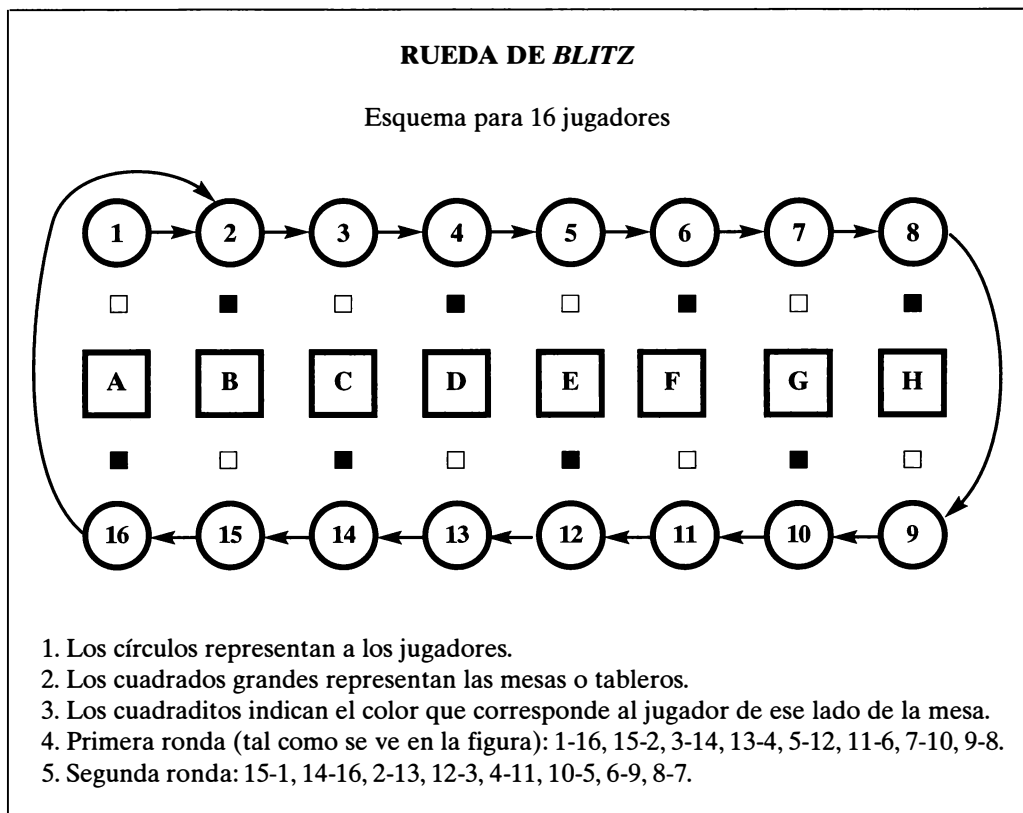 RUEDA DE BLITZ
Esquema para 16 jugadores
1 2 3 4 5 6 7 8
A B C D E F G H
16 15 14 13 12 11 10 9
1. Los círculos representan a los jugadores.
2. Los cuadrados grandes representan las mesas o tableros.
3. Los cuadraditos indican el color que corresponde al jugador de ese lado de la mesa.
4. Primera ronda (tal como se ve en la figura): 1-16, 15-2, 3-14, 13-4, 5-12, 11-6, 7-10, 9-8.
5. Segunda ronda: 15-1, 14-16, 2-13, 12-3, 4-11, 10-5, 6-9, 8-7.